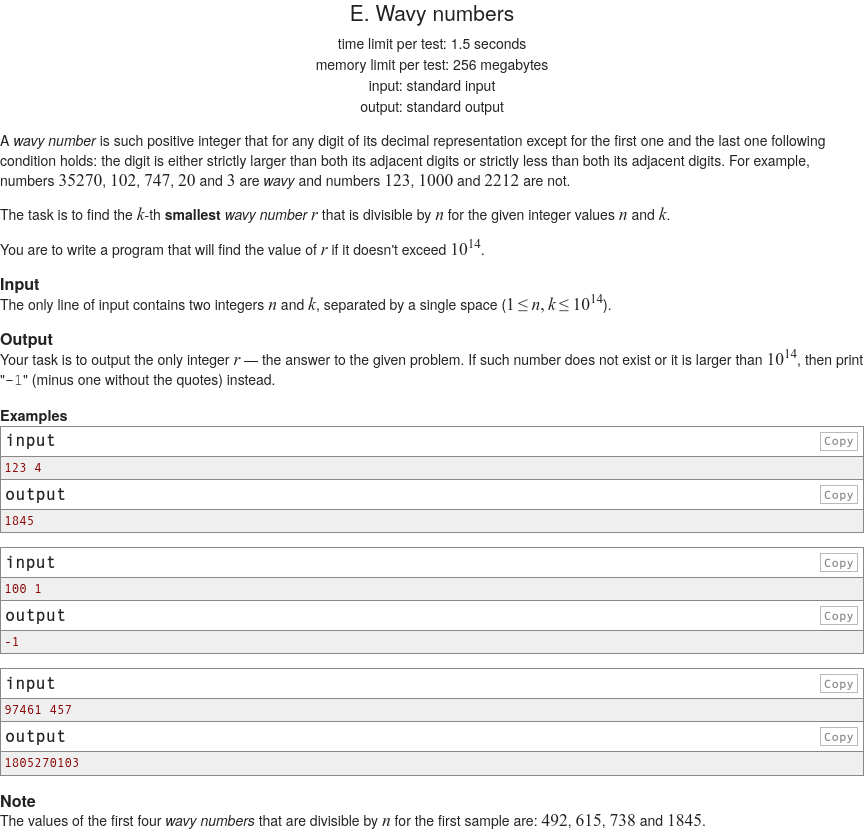 E. Wavy numbers
time limit per test: 1.5 seconds
memory limit per test: 256 megabytes
input: standard input
output: standard output
A wavy number is such positive integer that for any digit of its decimal representation except for the first one and the last one following
condition holds: the digit is either strictly larger than both its adjacent digits or strictly less than both its adjacent digits. For example,
numbers 35270, 102, 747, 20 and 3 are wavy and numbers 123, 1000 and 2212 are not.
The task is to find the k-th smallest wavy number r that is divisible by n for the given integer values n and k.
You are to write a program that will find the value of r if it doesn't exceed 10^14.
Input
The only line of input contains two integers n and k, separated by a single space (1 ≤ n, k ≤ 10^14).
Output
Your task is to output the only integer r — the answer to the given problem. If such number does not exist or it is larger than 10^14, then print
"-1" (minus one without the quotes) instead.
Examples
input Copy
123 4
output Copy
1845
input Copy
100 1
output Copy
-1
input Copy
97461 457
output Copy
1805270103
Note
The values of the first four wavy numbers that are divisible by n for the first sample are: 492, 615, 738 and 1845.